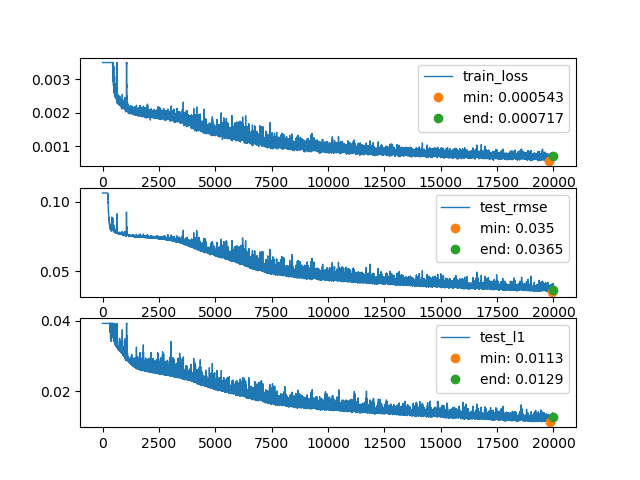 0.003
0.002
0.001
train_loss
min: 0.000543
end: 0.000717
0 2500 5000 7500 10000 12500 15000 17500 20000
0.10
0.05
test_rmse
min: 0.035
end: 0.0365
0 2500 5000 7500 10000 12500 15000 17500 20000
0.04
0.02
test_l1
min: 0.0113
end: 0.0129
0 2500 5000 7500 10000 12500 15000 17500 20000